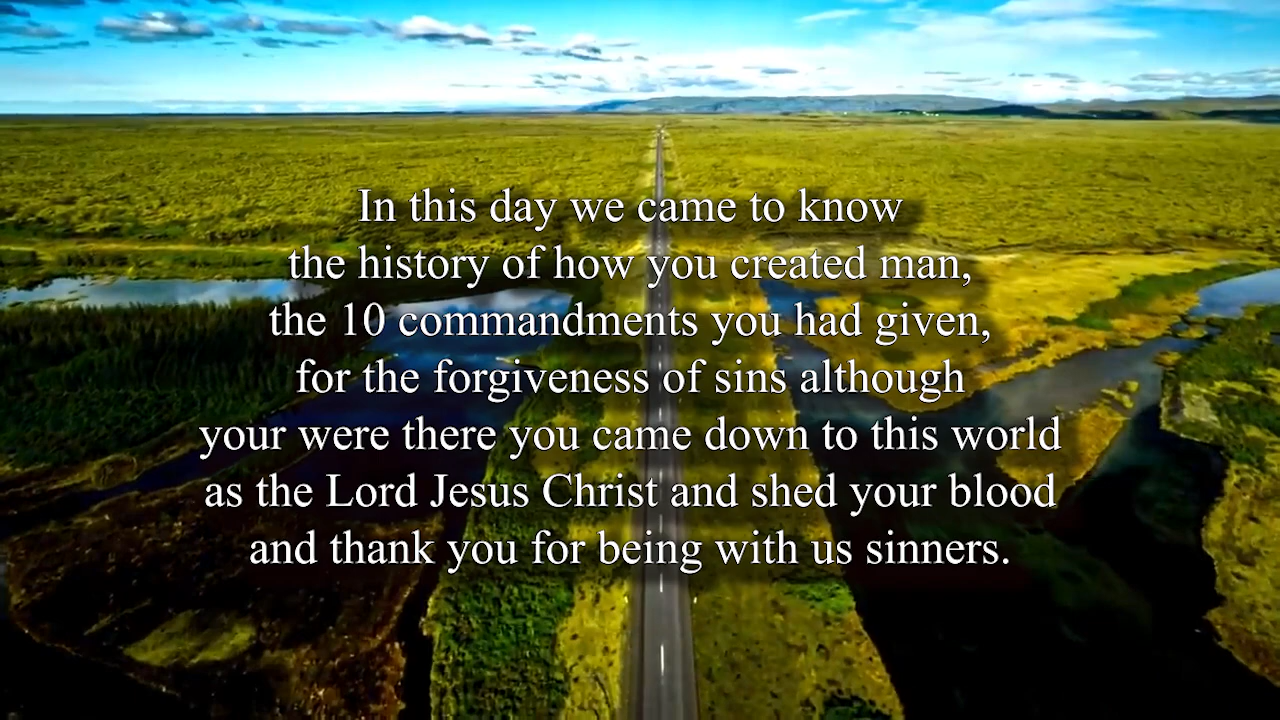 In this day we came to know
the history of how you created man,
the 10 commandments you had given,
for the forgiveness of sins although
your were there you came down to this world
as the Lord Jesus Christ and shed your blood
and thank you for being with us sinners.